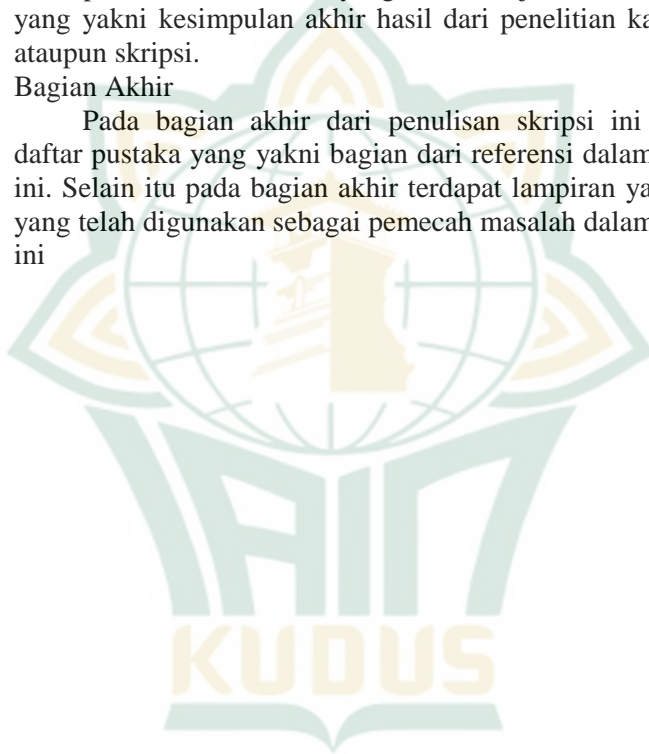 yang yakni kesimpulan akhir hasil dari penelitian
ataupun skripsi.
Bagian Akhir
Pada bagian akhir dari penulisan skripsi ini
daftar pustaka yang yakni bagian dari referensi dalam
ini. Selain itu pada bagian akhir terdapat lampiran
yang telah digunakan sebagai pemecah masalah dalam
ini
IAIN
KUDUS